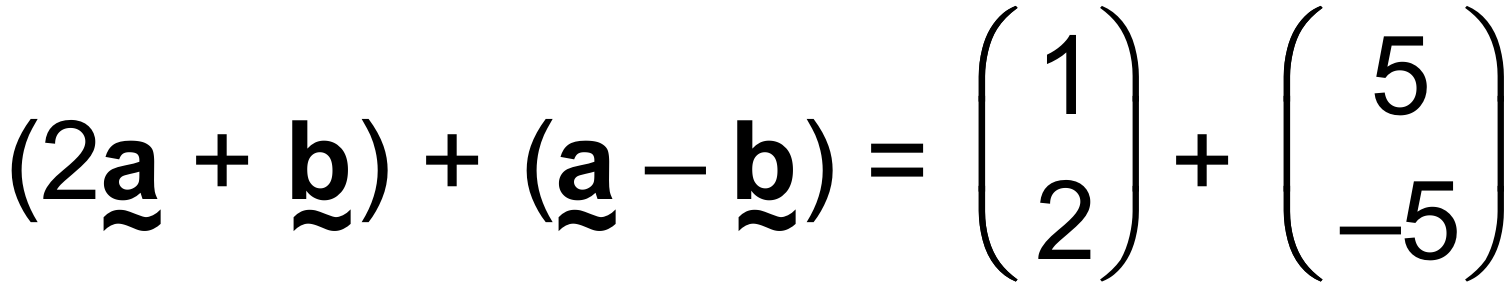 (2a + b) + (a – b) = (1 2) + (5 –5)